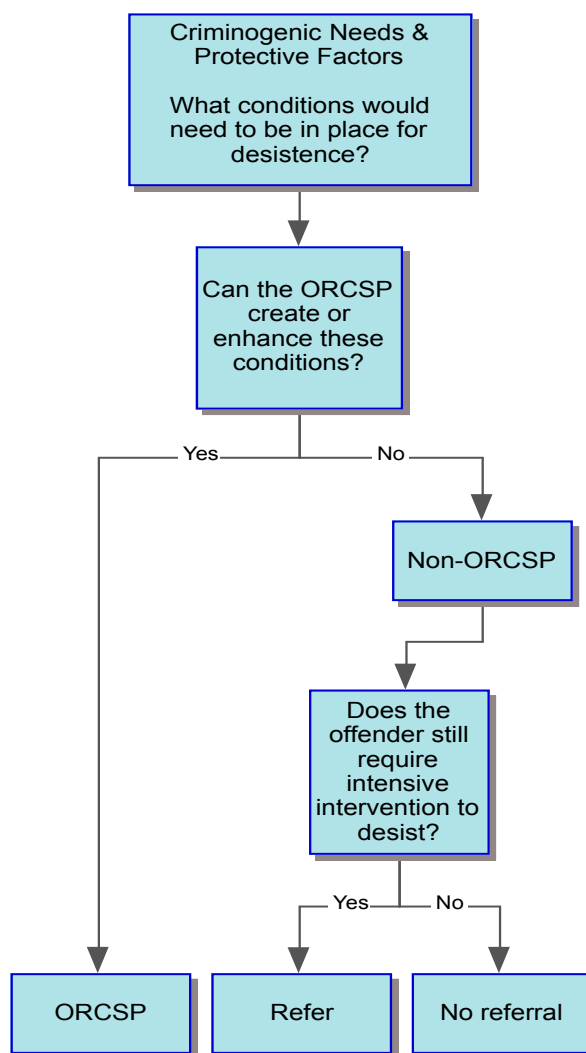 Criminogenic Needs &
Protective Factors
What conditions would
need to be in place for
desistence?
Can the ORCSP
create or
enhance these
conditions?
Yes
No
Non-ORCSP
Does the
offender still
require
intensive
intervention to
desist?
Yes
No
ORCSP
Refer
No referral